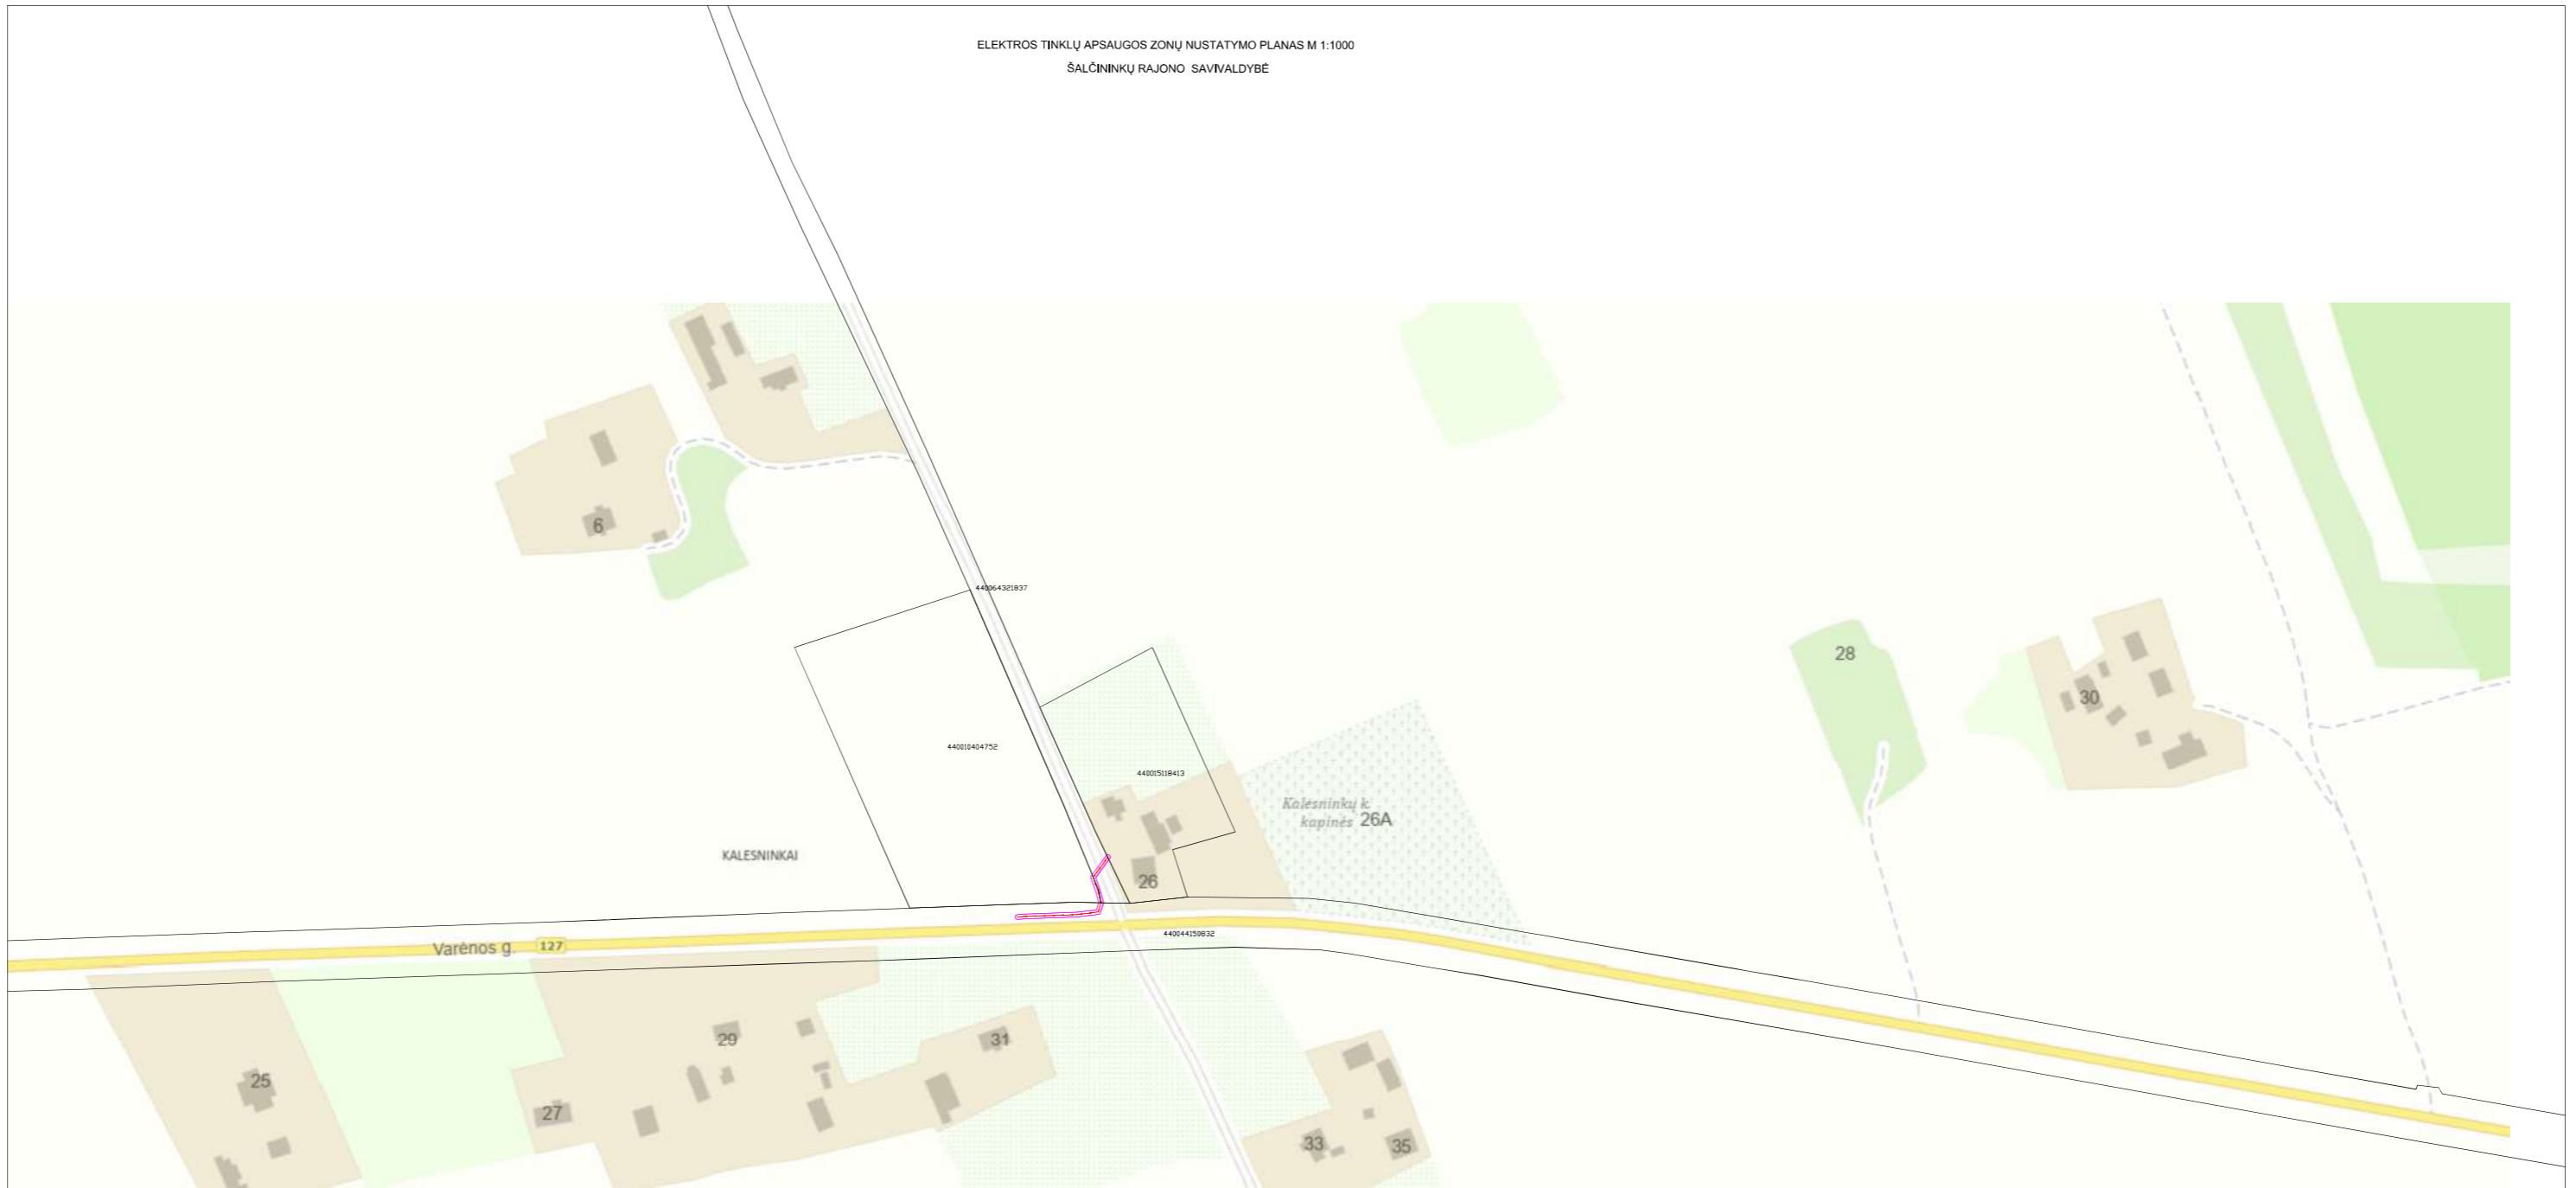 ELEKTROS TINKLŲ APSAUGOS ZONŲ NUSTATYMO PLANAS M 1:1000
ŠALČININKŲ RAJONO SAVIVALDYBĖ
6
440064321837
28
30
440010404752
440015118413
Kalesninkų k.
kapinės 26A
KALESNINKAI
26
440044150832
Varėnos g. 127
29
31
25
27
33
35